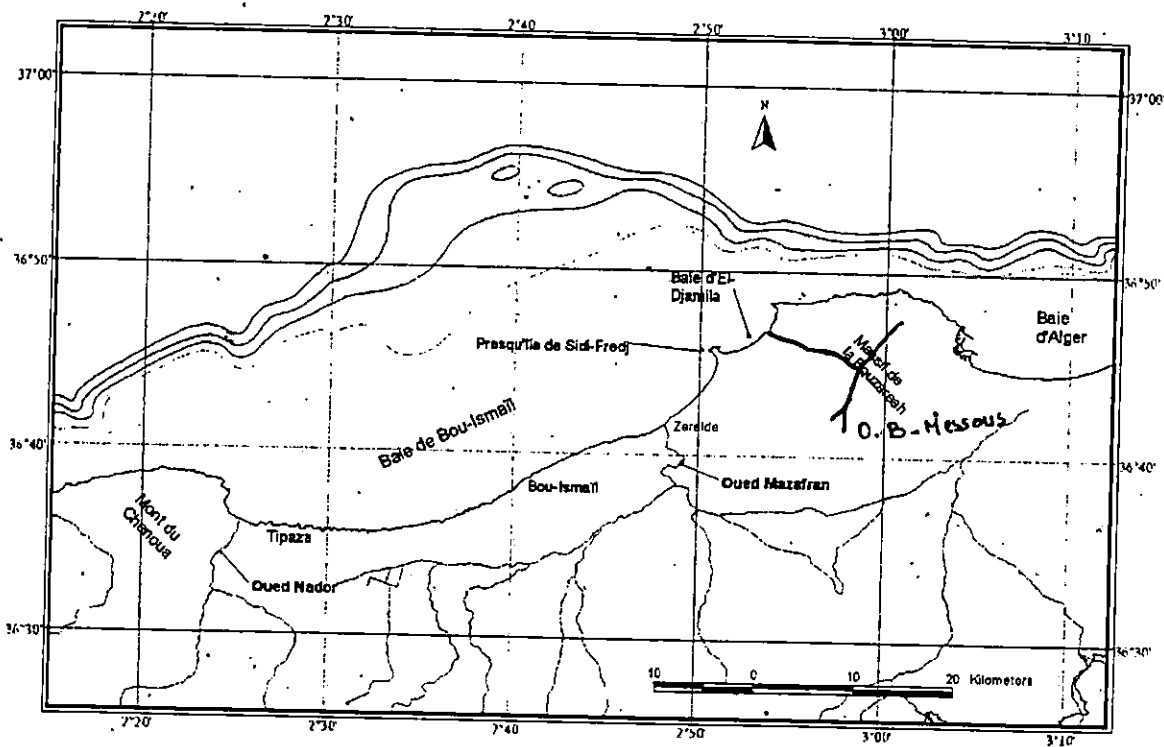 2°20'
2°30'
2°40'
2°50'
3°00'
3°10'
37°00'
37°00'
N
36°50'
36°50'
Baie d'El-
Djamila
Baie
d'Alger
Presqu'île de Sidi-Fredj
Massif de
la Bouzareah
O.B-Messous
Baie de Bou-Ismaïl
Zeralda
36°40'
36°40'
Oued Mazafran
Bou-Ismaïl
Mont du
Chenoua
Tipaza
Oued Nador
36°30'
36°30'
10 0 10 20 Kilometers
2°20'
2°30'
2°40'
2°50'
3°00'
3°10'